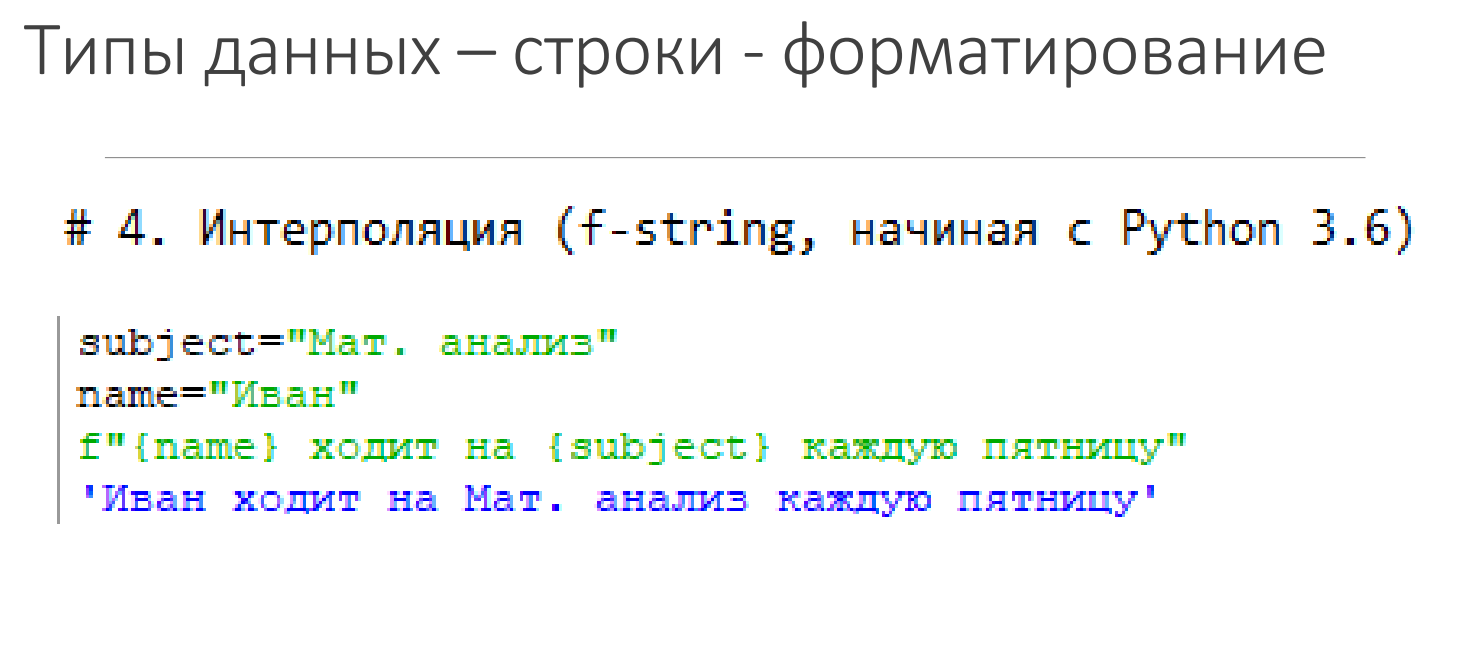 Типы данных – строки - форматирование
# 4. Интерполяция (f-string, начиная с Python 3.6)
subject="Мат. анализ"
name="Иван"
f"{name} ходит на {subject} каждую пятницу"
'Иван ходит на Мат. анализ каждую пятницу'